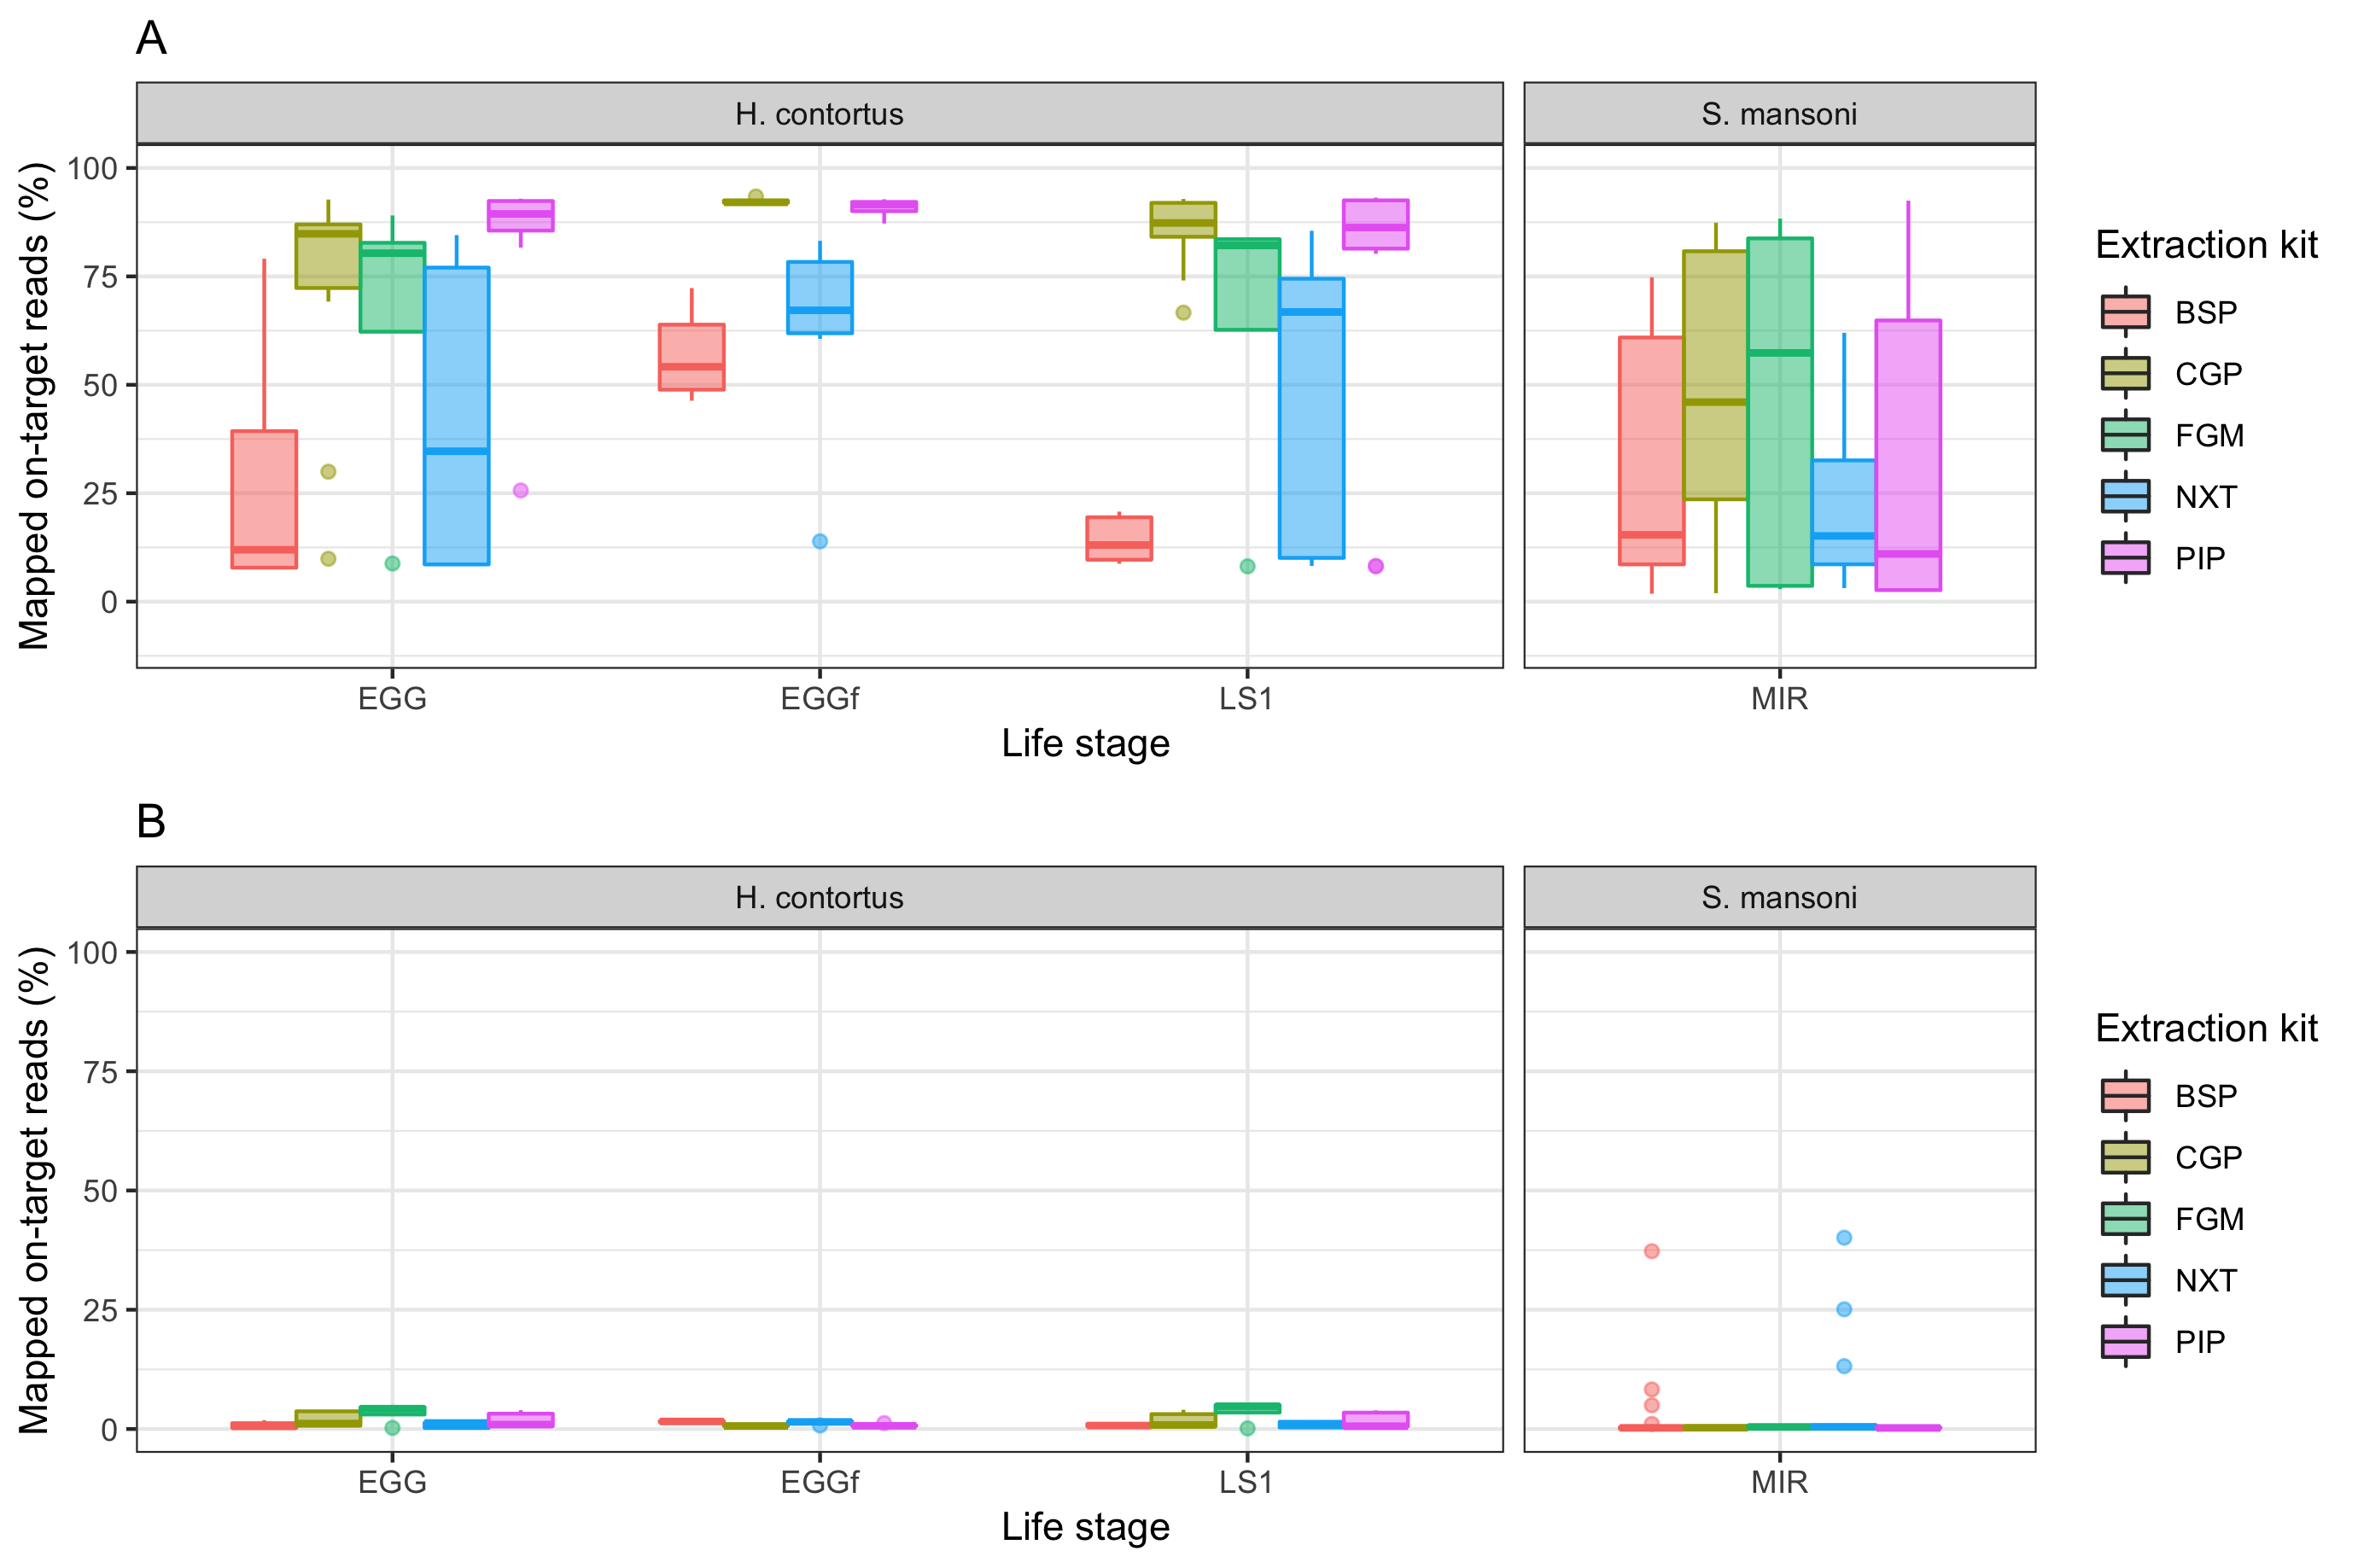 A
H. contortus
S. mansoni
Mapped on-target reads (%)
100
75
50
25
0
EGG
EGGf
LS1
MIR
Life stage
Extraction kit
BSP
CGP
FGM
NXT
PIP
B
H. contortus
S. mansoni
Mapped on-target reads (%)
100
75
50
25
0
EGG
EGGf
LS1
MIR
Life stage
Extraction kit
BSP
CGP
FGM
NXT
PIP